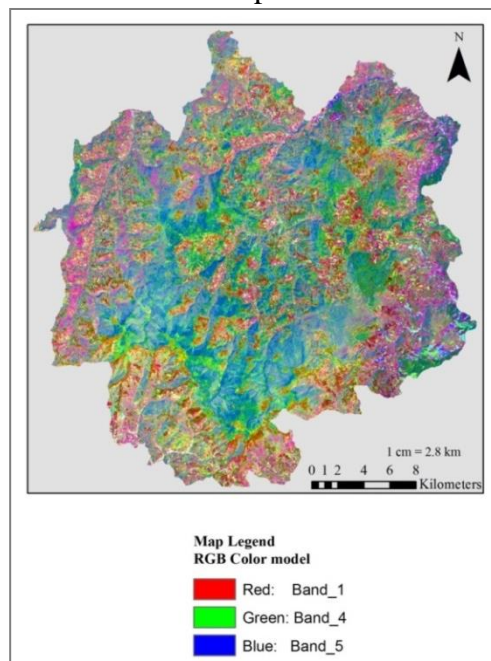 N
1 cm = 2.8 km
0 1 2 4 6 8
Kilometers
Map Legend
RGB Color model
Red: Band_1
Green: Band_4
Blue: Band_5